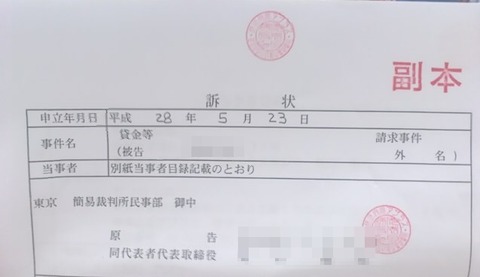 副本
訴状
申立年月日 平成 28 年 5 月 23 日
事件名 貸金等 請求事件
(被告 外 名)
当事者 別紙当事者目録記載のとおり
東京 簡易裁判所民事部 御中
原告
同代表者代表取締役